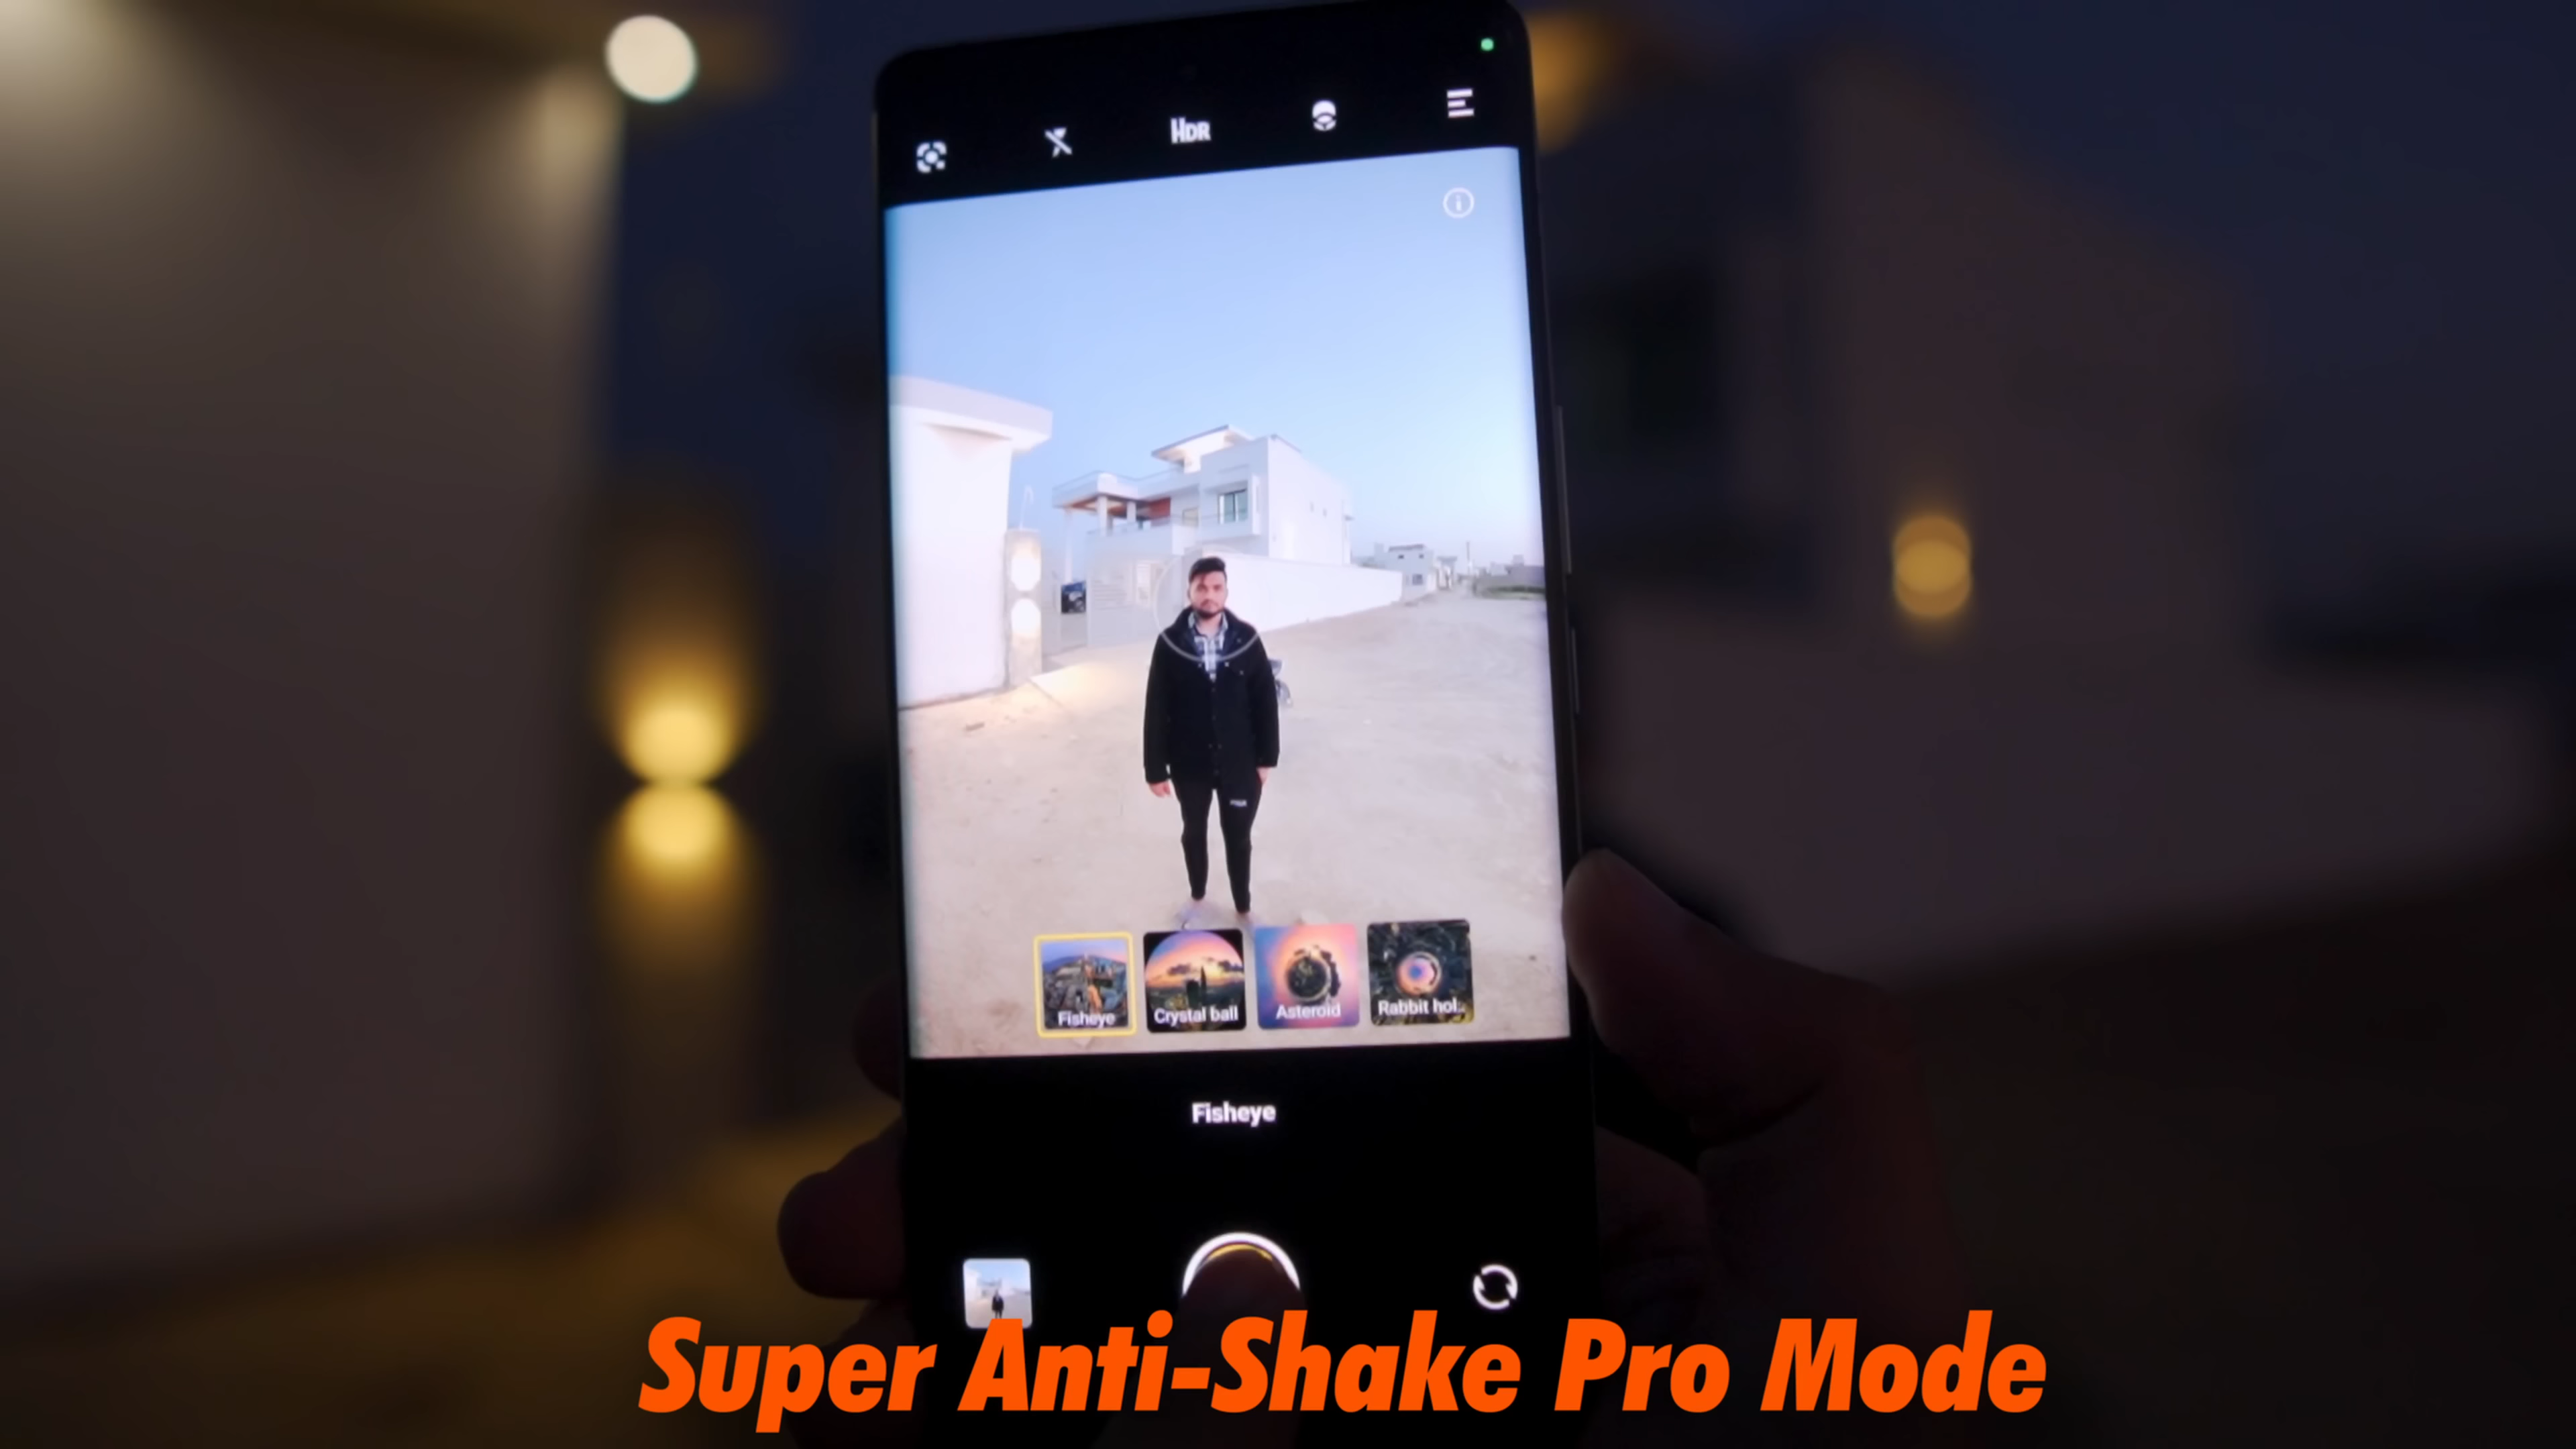 HDR
Fisheye
Crystal ball
Asteroid
Rabbit hol..
Fisheye
Super Anti-Shake Pro Mode